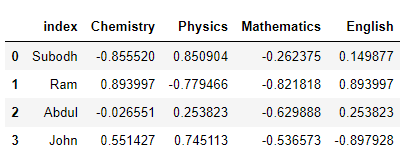 index Chemistry Physics Mathematics English
0 Subodh -0.855520 0.850904 -0.262375 0.149877
1 Ram 0.893997 -0.779466 -0.821818 0.893997
2 Abdul -0.026551 0.253823 -0.629888 0.253823
3 John 0.551427 0.745113 -0.536573 -0.897928